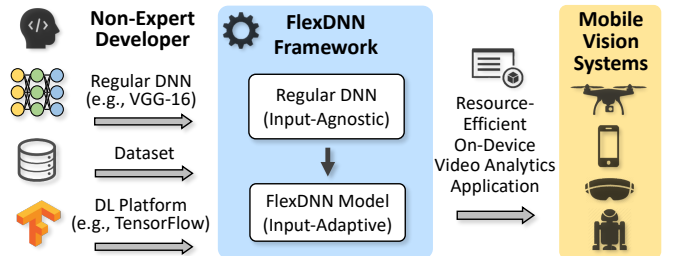 Non-Expert
Developer
Regular DNN
(e.g., VGG-16)
Dataset
DL Platform
(e.g., TensorFlow)
FlexDNN
Framework
Regular DNN
(Input-Agnostic)
FlexDNN Model
(Input-Adaptive)
Resource-
Efficient
On-Device
Video Analytics
Application
Mobile
Vision
Systems